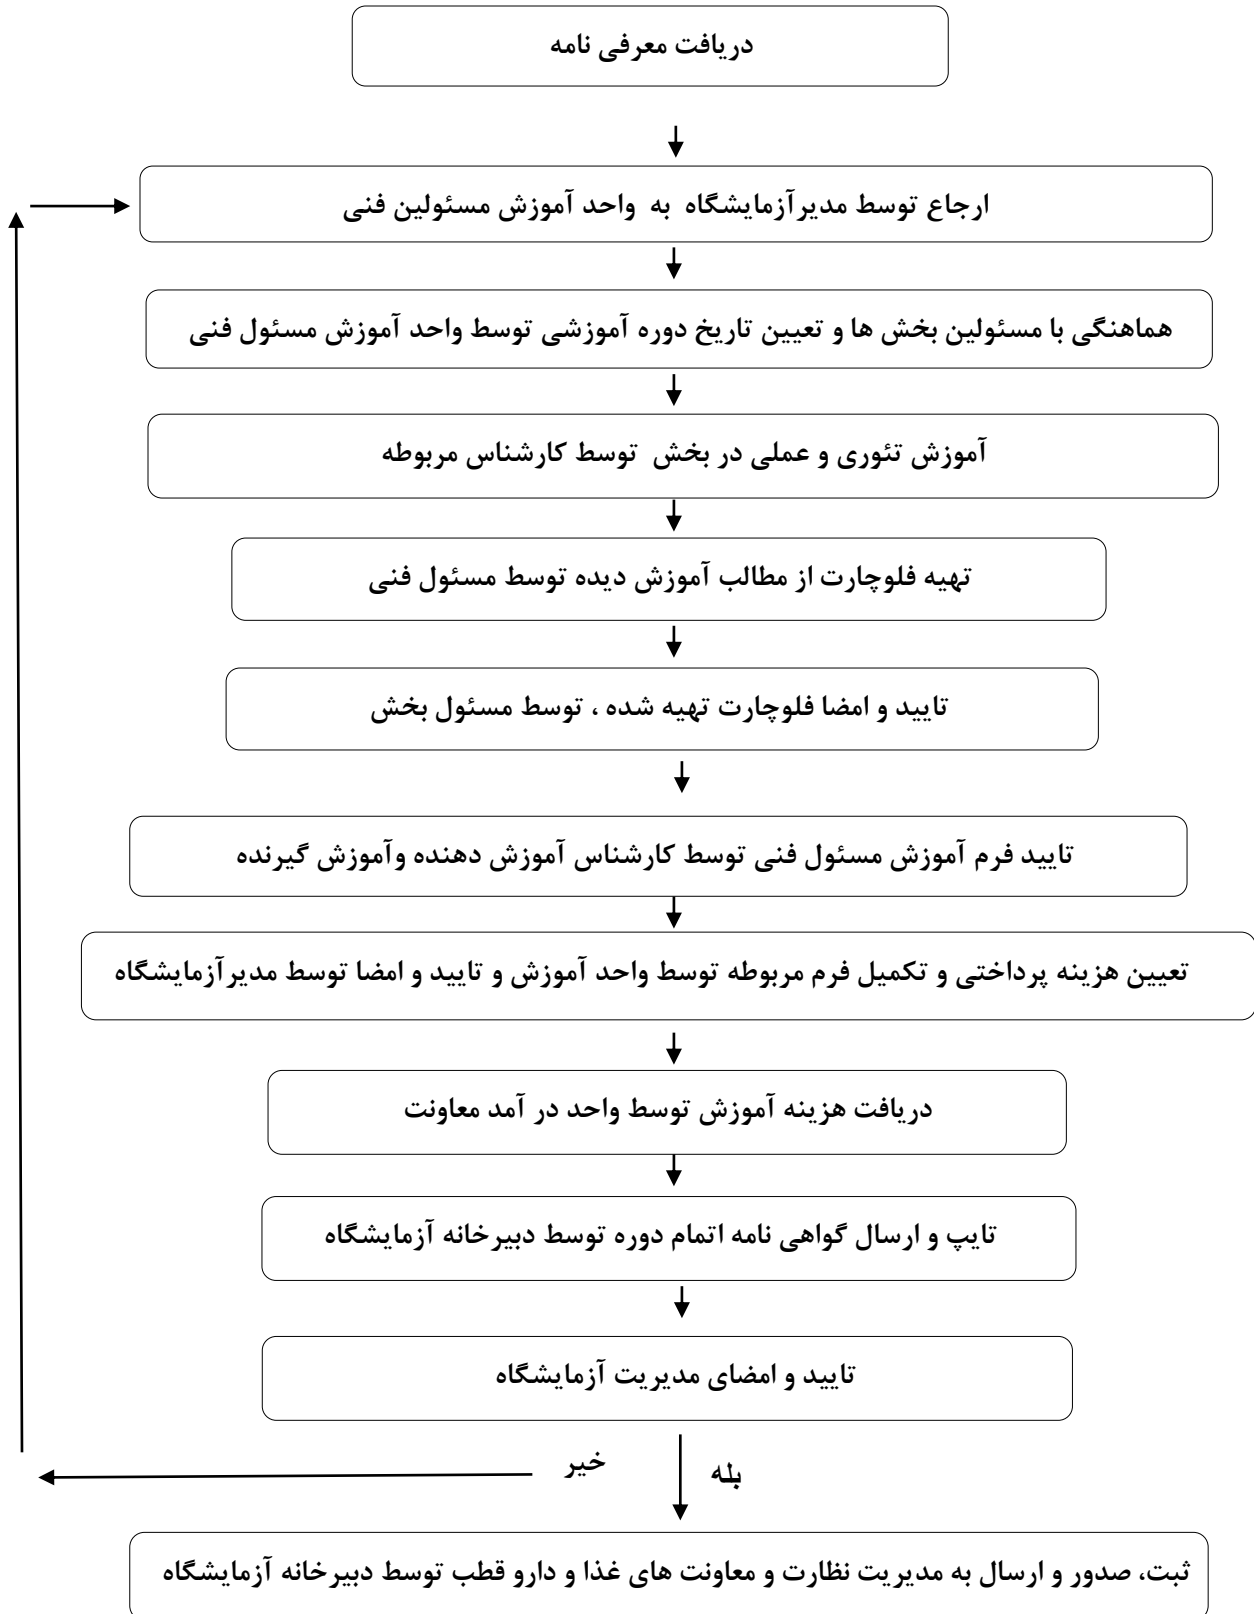 دریافت معرفی نامه
ارجاع توسط مدیرآزمایشگاه به واحد آموزش مسئولین فنی
هماهنگی با مسئولین بخش ها و تعیین تاریخ دوره آموزشی توسط واحد آموزش مسئول فنی
آموزش تئوری و عملی در بخش توسط کارشناس مربوطه
تهیه فلوچارت از مطالب آموزش دیده توسط مسئول فنی
تایید و امضا فلوچارت تهیه شده ، توسط مسئول بخش
تایید فرم آموزش مسئول فنی توسط کارشناس آموزش دهنده وآموزش گیرنده
تعیین هزینه پرداختی و تکمیل فرم مربوطه توسط واحد آموزش و تایید و امضا توسط مدیرآزمایشگاه
دریافت هزینه آموزش توسط واحد در آمد معاونت
تایپ و ارسال گواهی نامه اتمام دوره توسط دبیرخانه آزمایشگاه
تایید و امضای مدیریت آزمایشگاه
بله
خیر
ثبت، صدور و ارسال به مدیریت نظارت و معاونت های غذا و دارو قطب توسط دبیرخانه آزمایشگاه